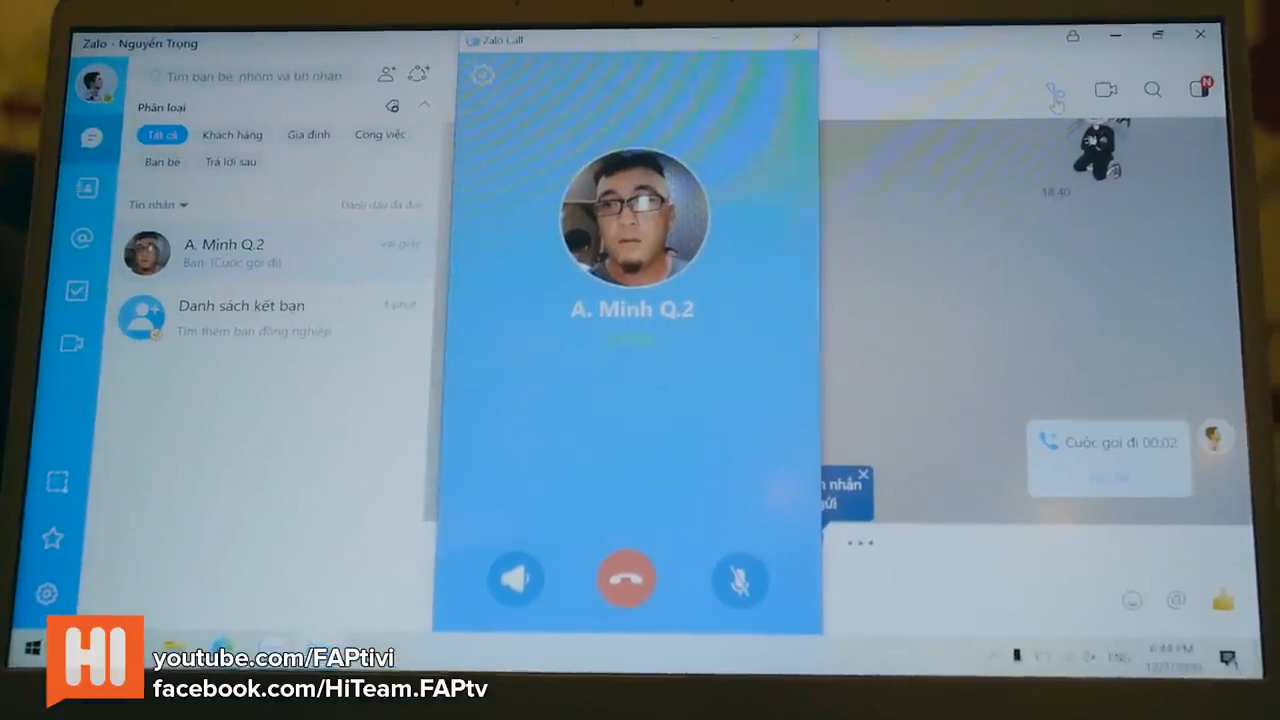 Zalo - Nguyễn Trọng
Zalo Call
Tìm bạn bè, nhóm và tin nhắn
Phân loại
Tất cả
Khách hàng
Gia đình
Công việc
Bạn bè
Trả lời sau
Tin nhắn
A. Minh Q.2
Bạn: [Cuộc gọi đi]
Danh sách kết bạn
Tìm thêm bạn đồng nghiệp
A. Minh Q.2
N
18:40
Cuộc gọi đi 00:02
nhắn
gửi
HI
youtube.com/FAPtivi
facebook.com/HiTeam.FAPtv